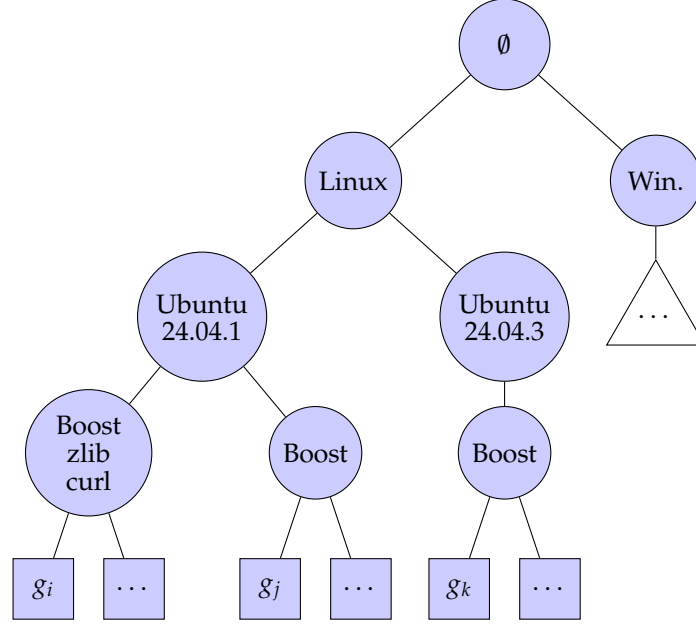 ∅
Linux
Win.
Ubuntu
24.04.1
Ubuntu
24.04.3
...
Boost
zlib
curl
Boost
Boost
g_i
...
g_j
...
g_k
...